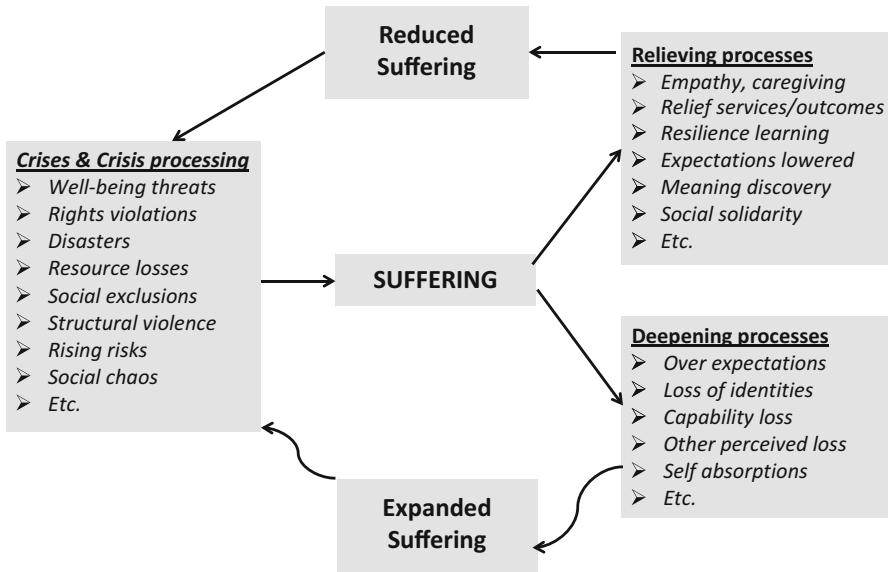 Reduced
Suffering
Relieving processes
➢ Empathy, caregiving
➢ Relief services/outcomes
➢ Resilience learning
➢ Expectations lowered
➢ Meaning discovery
➢ Social solidarity
➢ Etc.
Crises & Crisis processing
➢ Well-being threats
➢ Rights violations
➢ Disasters
➢ Resource losses
➢ Social exclusions
➢ Structural violence
➢ Rising risks
➢ Social chaos
➢ Etc.
SUFFERING
Deepening processes
➢ Over expectations
➢ Loss of identities
➢ Capability loss
➢ Other perceived loss
➢ Self absorptions
➢ Etc.
Expanded
Suffering